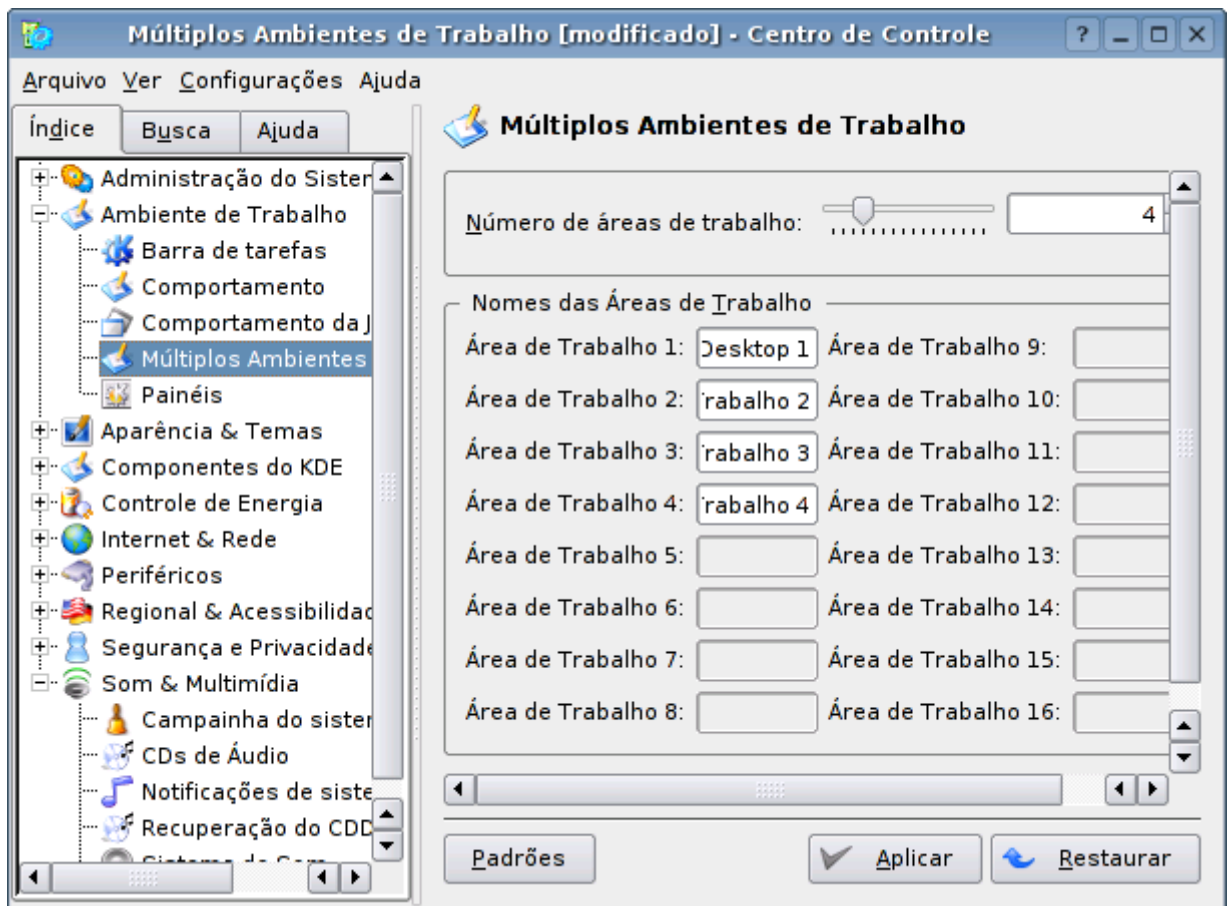 Múltiplos Ambientes de Trabalho [modificado] - Centro de Controle
Arquivo Ver Configurações Ajuda
Índice Busca Ajuda
Administração do Sister
Ambiente de Trabalho
Barra de tarefas
Comportamento
Comportamento da J
Múltiplos Ambientes
Painéis
Aparência & Temas
Componentes do KDE
Controle de Energia
Internet & Rede
Periféricos
Regional & Acessibilidac
Segurança e Privacidade
Som & Multimídia
Campainha do sister
CDs de Áudio
Notificações de siste
Recuperação do CDD
Múltiplos Ambientes de Trabalho
Número de áreas de trabalho: 4
Nomes das Áreas de Trabalho
Área de Trabalho 1: Desktop 1 Área de Trabalho 9:
Área de Trabalho 2: rabalho 2 Área de Trabalho 10:
Área de Trabalho 3: rabalho 3 Área de Trabalho 11:
Área de Trabalho 4: rabalho 4 Área de Trabalho 12:
Área de Trabalho 5: Área de Trabalho 13:
Área de Trabalho 6: Área de Trabalho 14:
Área de Trabalho 7: Área de Trabalho 15:
Área de Trabalho 8: Área de Trabalho 16:
Padrões Aplicar Restaurar